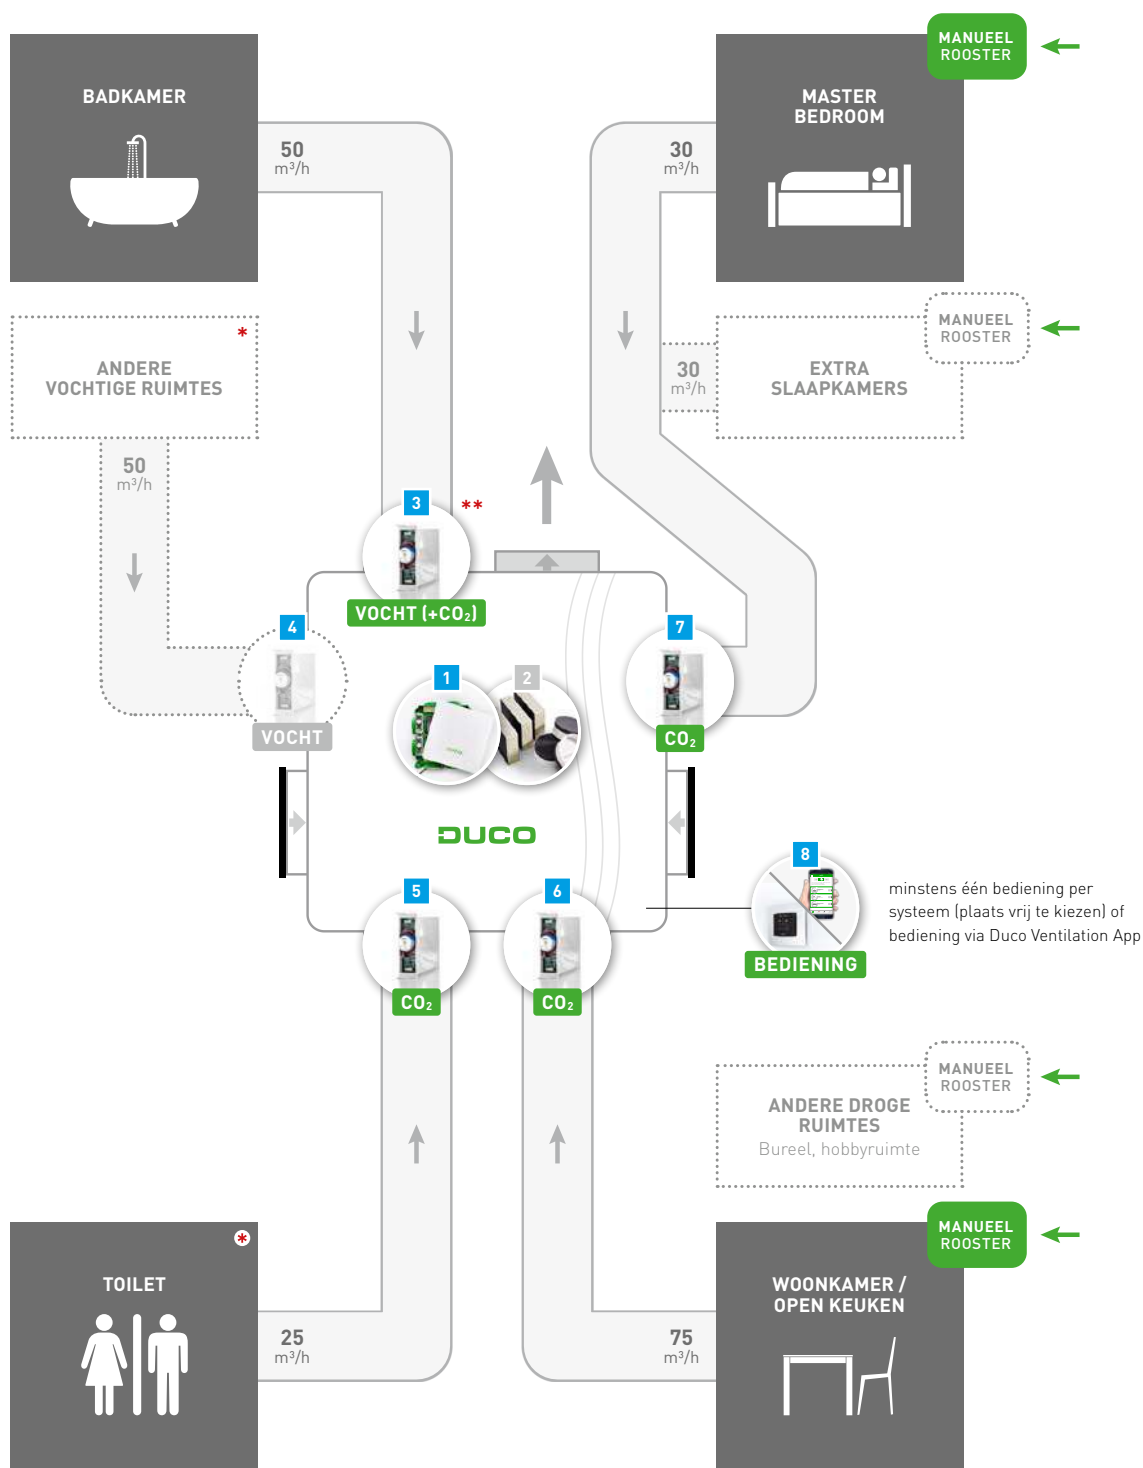 MANUEEL
ROOSTER
BADKAMER
50
m³/h
30
m³/h
MASTER
BEDROOM
*
ANDERE
VOCHTIGE RUIMTES
50
m³/h
30
m³/h
EXTRA
SLAAPKAMERS
MANUEEL
ROOSTER
3
**
VOCHT (+CO₂)
4
VOCHT
1
2
7
CO₂
DUCO
5
CO₂
6
CO₂
8
BEDIENING
minstens één bediening per
systeem (plaats vrij te kiezen) of
bediening via Duco Ventilation App
MANUEEL
ROOSTER
ANDERE DROGE
RUIMTES
Bureel, hobbyruimte
*
TOILET
25
m³/h
75
m³/h
MANUEEL
ROOSTER
WOONKAMER /
OPEN KEUKEN